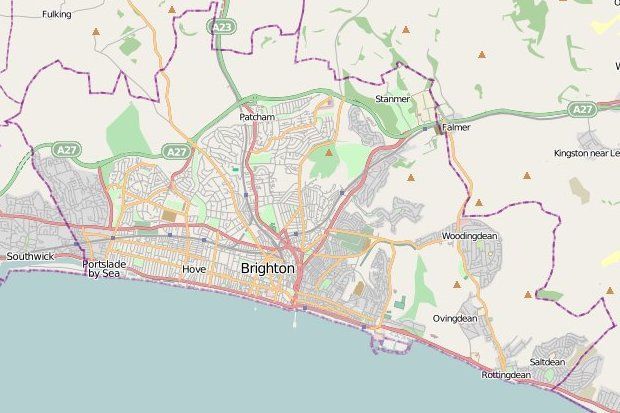 Fulking
A23
O
Stanmer
W
Patcham
A27
Falmer
A27
A27
Kingston near Le
Woodingdean
Southwick
Portslade
by Sea
Hove
Brighton
Ovingdean
Saltdean
Rottingdean